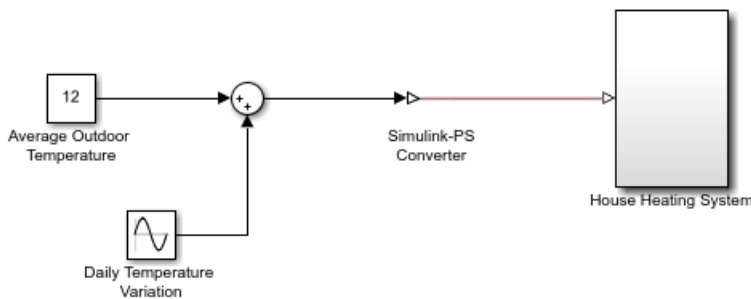 12
Average Outdoor
Temperature
Simulink-PS
Converter
House Heating System
Daily Temperature
Variation